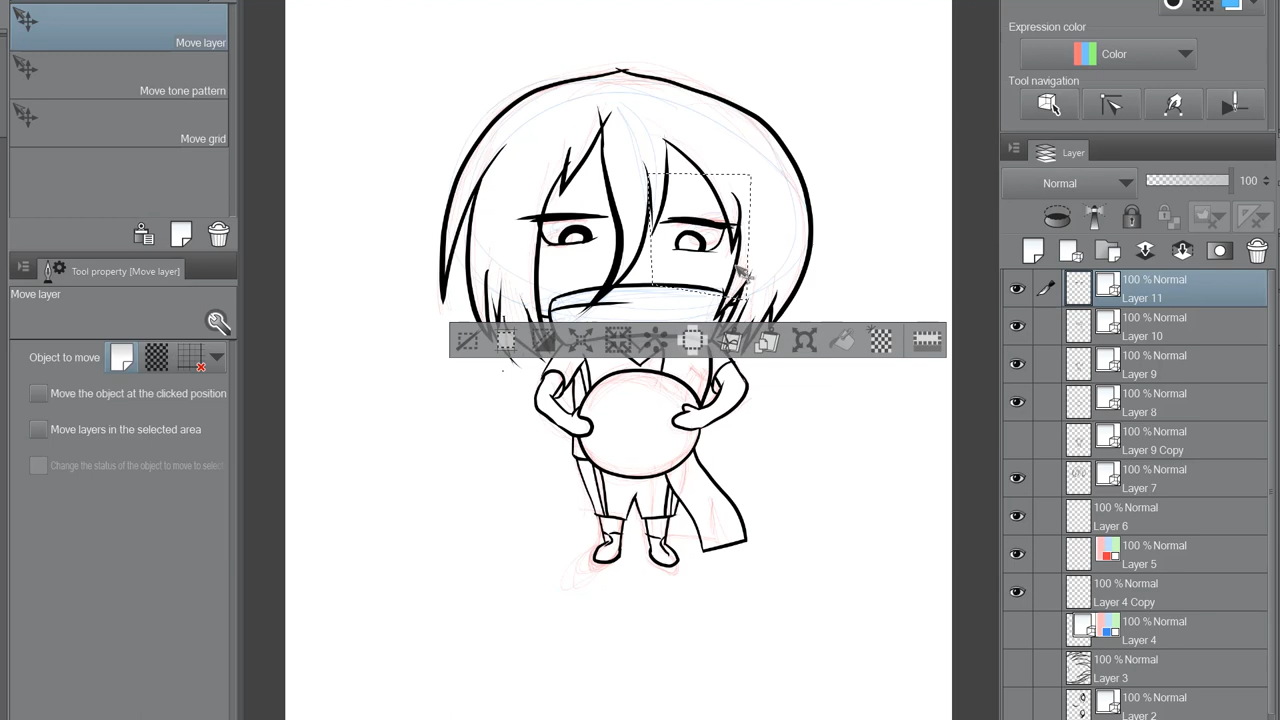 Move layer
Move tone pattern
Move grid
Tool property [Move layer]
Move layer
Object to move
Move the object at the clicked position
Move layers in the selected area
Change the status of the object to move to selec
Expression color
Color
Tool navigation
Layer
Normal
100
100 % Normal
Layer 11
100 % Normal
Layer 10
100 % Normal
Layer 9
100 % Normal
Layer 8
100 % Normal
Layer 9 Copy
100 % Normal
Layer 7
100 % Normal
Layer 6
100 % Normal
Layer 5
100 % Normal
Layer 4 Copy
100 % Normal
Layer 4
100 % Normal
Layer 3
100 % Normal
Layer 2